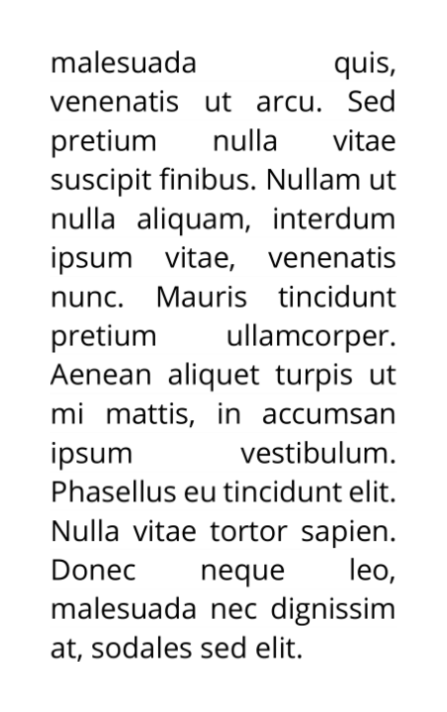 malesuada quis,
venenatis ut arcu. Sed
pretium nulla vitae
suscipit finibus. Nullam ut
nulla aliquam, interdum
ipsum vitae, venenatis
nunc. Mauris tincidunt
pretium ullamcorper.
Aenean aliquet turpis ut
mi mattis, in accumsan
ipsum vestibulum.
Phasellus eu tincidunt elit.
Nulla vitae tortor sapien.
Donec neque leo,
malesuada nec dignissim
at, sodales sed elit.